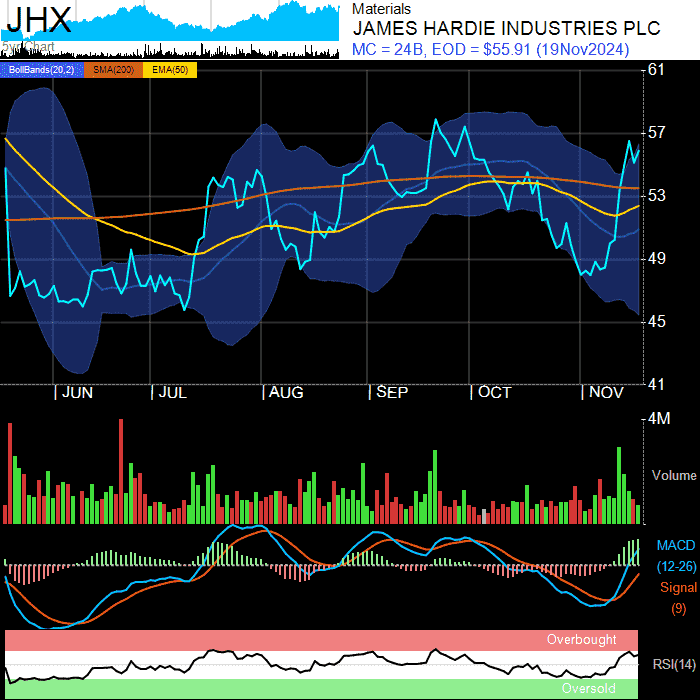 JHX
Materials
JAMES HARDIE INDUSTRIES PLC
MC = 24B, EOD = $55.91 (19Nov2024)
BollBands(20,2) SMA(200) EMA(50)
61
57
53
49
45
41
JUN JUL AUG SEP OCT NOV
4M
Volume
MACD
(12-26)
Signal
(9)
Overbought
RSI(14)
Oversold